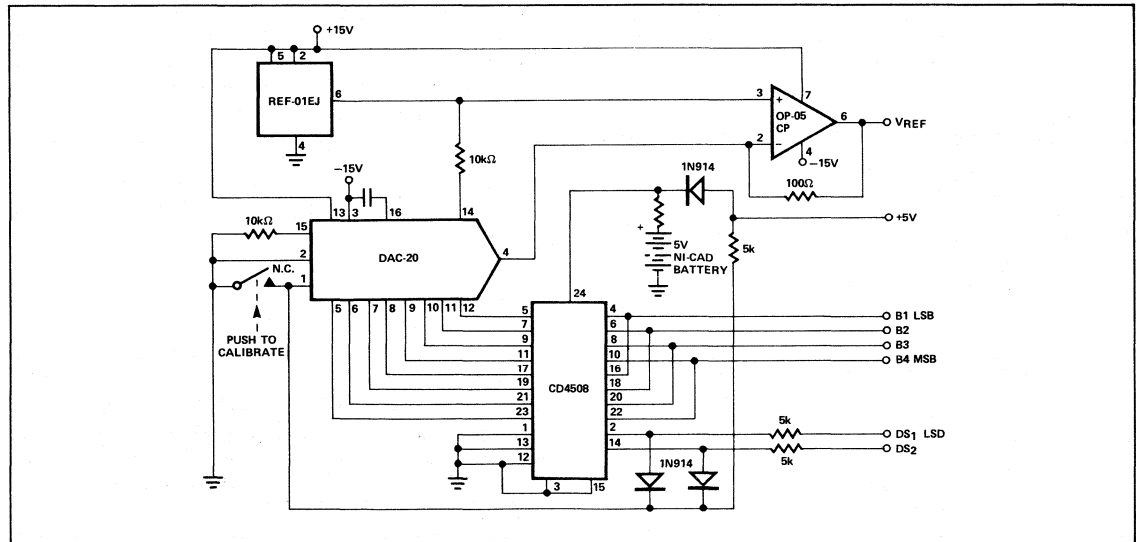 +15V
5 2
REF-01EJ
6
4
3
7
+
OP-05
CP
6
VREF
2
−
4
−15V
10kΩ
100Ω
1N914
−15V
13 3 16 14
10kΩ
15
2
N.C.
1
DAC-20
4
+
5V
-
NI-CAD
BATTERY
5k
+5V
PUSH TO
CALIBRATE
5 6 7 8 9 10 11 12
24
5 4
B1 LSB
7 6
B2
9 8
B3
11 10
B4 MSB
17 16
19 18
CD4508
21 20
23 22
1 2
5k
DS1 LSD
13 14
5k
DS2
12
1N914
3 15